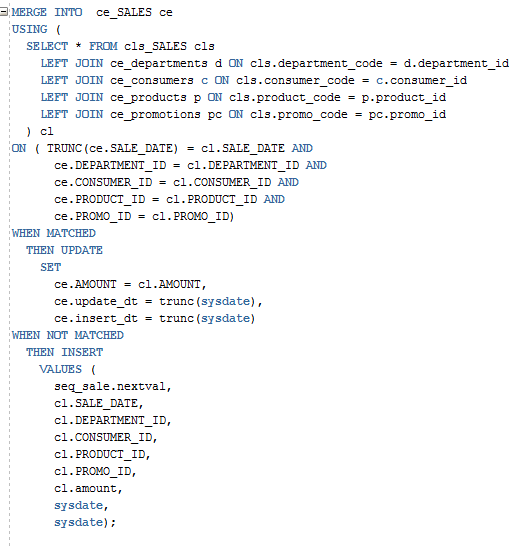 MERGE INTO  ce_SALES ce
USING (
  SELECT * FROM cls_SALES cls
    LEFT JOIN ce_departments d ON cls.department_code = d.department_id
    LEFT JOIN ce_consumers c ON cls.consumer_code = c.consumer_id
    LEFT JOIN ce_products p ON cls.product_code = p.product_id
    LEFT JOIN ce_promotions pc ON cls.promo_code = pc.promo_id
  ) cl
ON ( TRUNC(ce.SALE_DATE) = cl.SALE_DATE AND
      ce.DEPARTMENT_ID = cl.DEPARTMENT_ID AND
      ce.CONSUMER_ID = cl.CONSUMER_ID AND
      ce.PRODUCT_ID = cl.PRODUCT_ID AND
      ce.PROMO_ID = cl.PROMO_ID)
WHEN MATCHED
  THEN UPDATE
    SET
      ce.AMOUNT = cl.AMOUNT,
      ce.update_dt = trunc(sysdate),
      ce.insert_dt = trunc(sysdate)
WHEN NOT MATCHED
  THEN INSERT
    VALUES (
      seq_sale.nextval,
      cl.SALE_DATE,
      cl.DEPARTMENT_ID,
      cl.CONSUMER_ID,
      cl.PRODUCT_ID,
      cl.PROMO_ID,
      cl.amount,
      sysdate,
      sysdate);